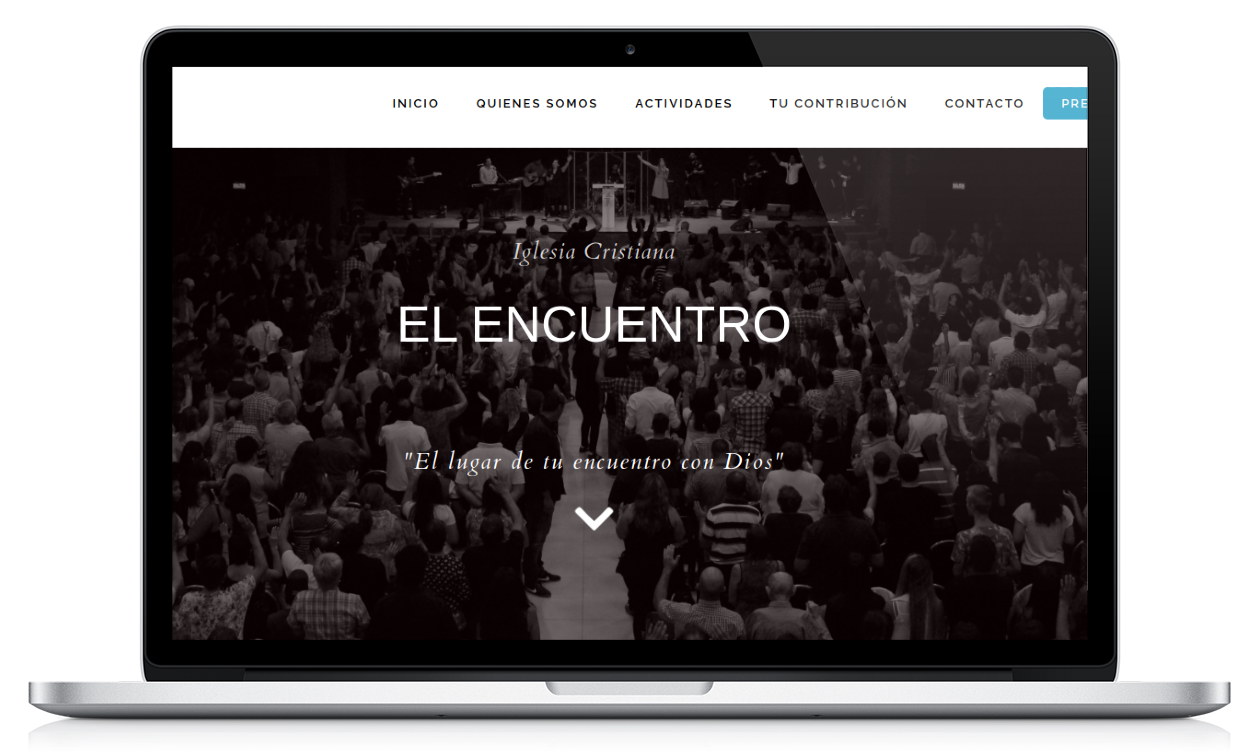 INICIO QUIENES SOMOS ACTIVIDADES TU CONTRIBUCIÓN CONTACTO PRE
Iglesia Cristiana
EL ENCUENTRO
"El lugar de tu encuentro con Dios"